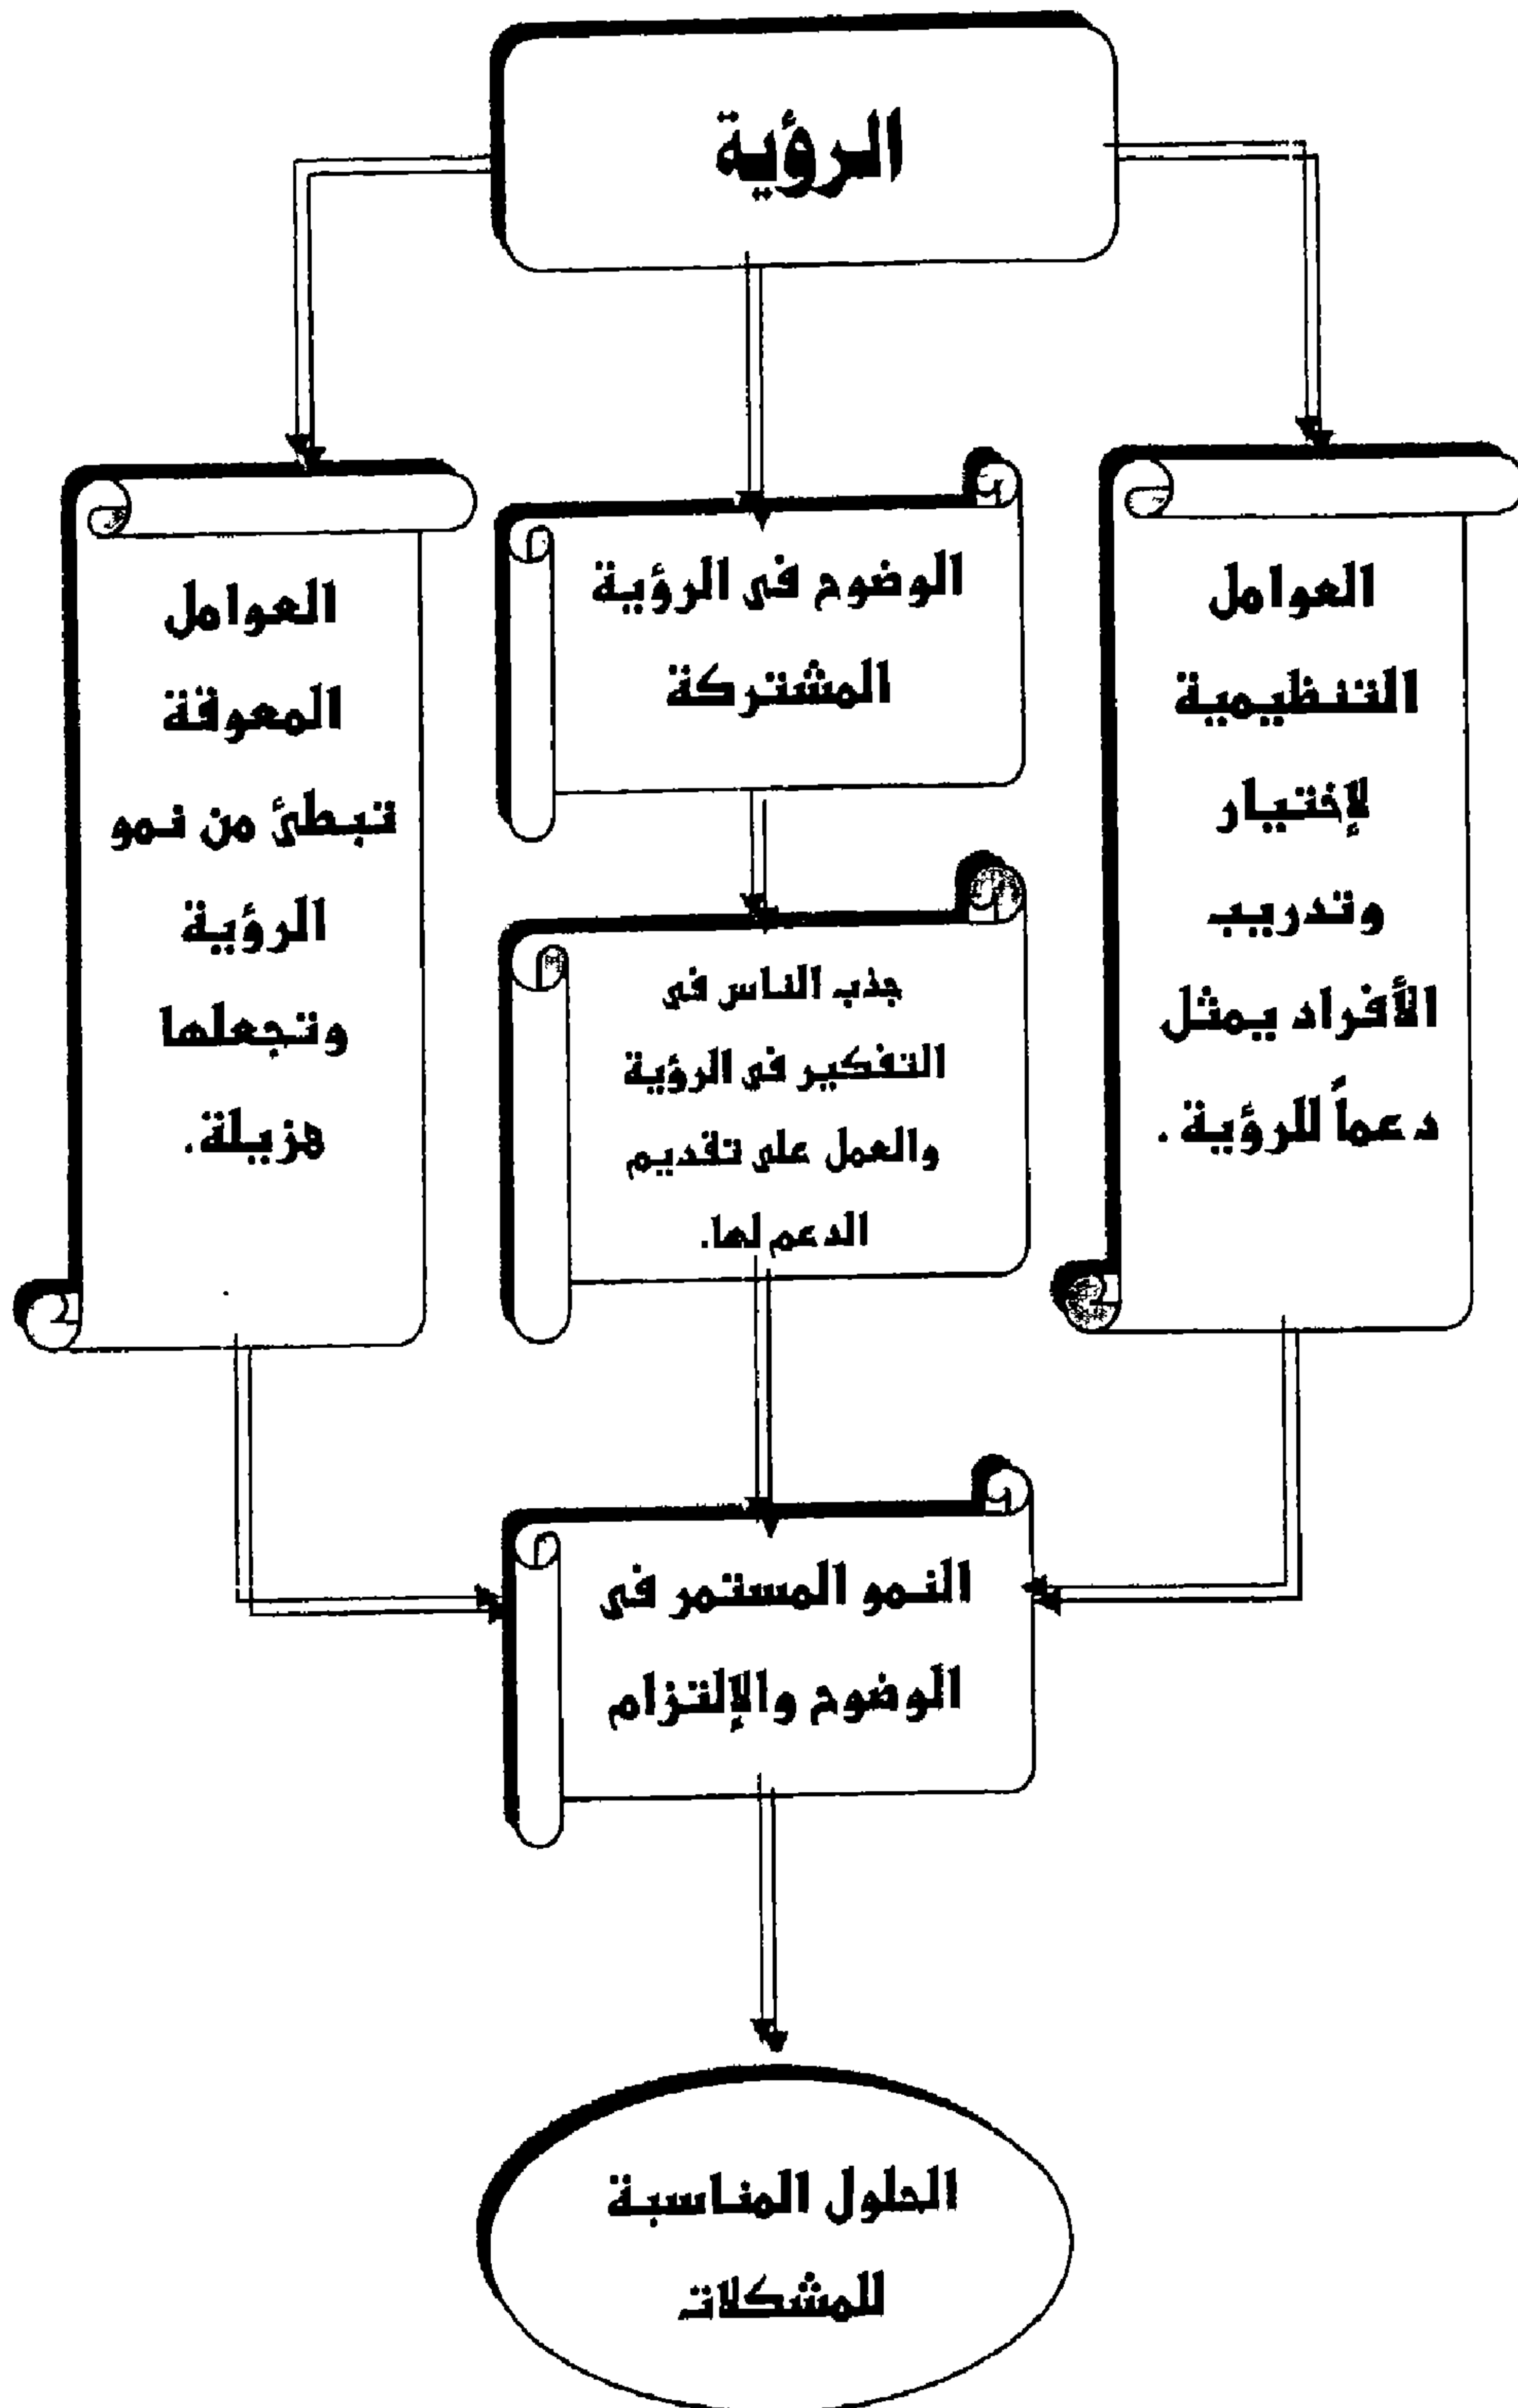 الرؤية
العوامل
التنظيمية
لإختيار
وتدريب
الأفراد يمثل
دعماً للرؤية .
الوضوح فى الرؤية
المشتركة
جذب الناس في
التفكير في الرؤية
والعمل على تقديم
الدعم لها.
العوامل
المعوقة
تبطئ من نمو
الرؤية
وتجعلها
هزيلة.
النمو المستمر فى
الوضوح والإلتزام
الحلول المناسبة
للمشكلات